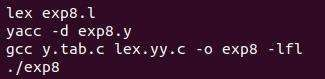 lex exp8.l
yacc -d exp8.y
gcc y.tab.c lex.yy.c -o exp8 -lfl
./exp8